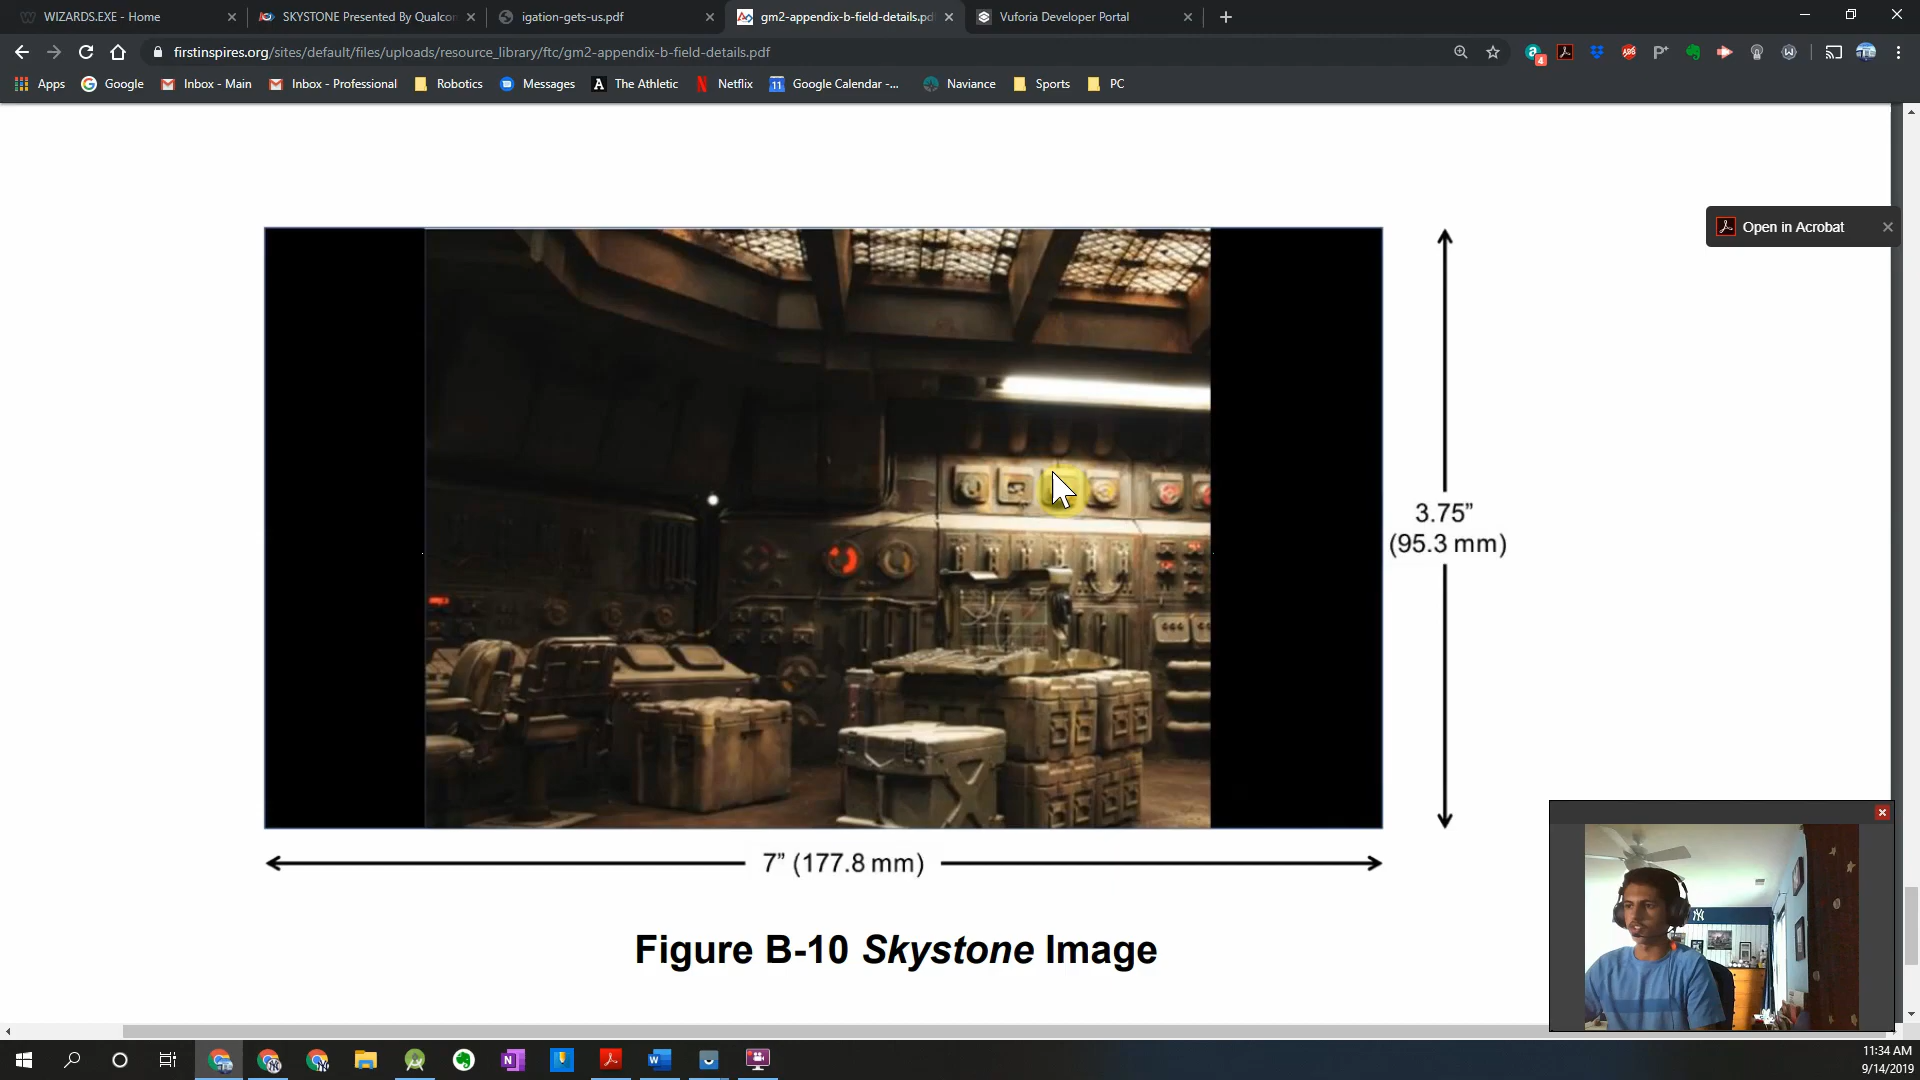 WIZARDS.EXE - Home
SKYSTONE Presented By Qualcom
igation-gets-us.pdf
gm2-appendix-b-field-details.pd
Vuforia Developer Portal
firstinspires.org/sites/default/files/uploads/resource_library/ftc/gm2-appendix-b-field-details.pdf
Apps
Google
Inbox - Main
Inbox - Professional
Robotics
Messages
The Athletic
Netflix
Google Calendar -...
Naviance
Sports
PC
Open in Acrobat
3.75”
(95.3 mm)
7” (177.8 mm)
Figure B-10 Skystone Image
11:34 AM
9/14/2019